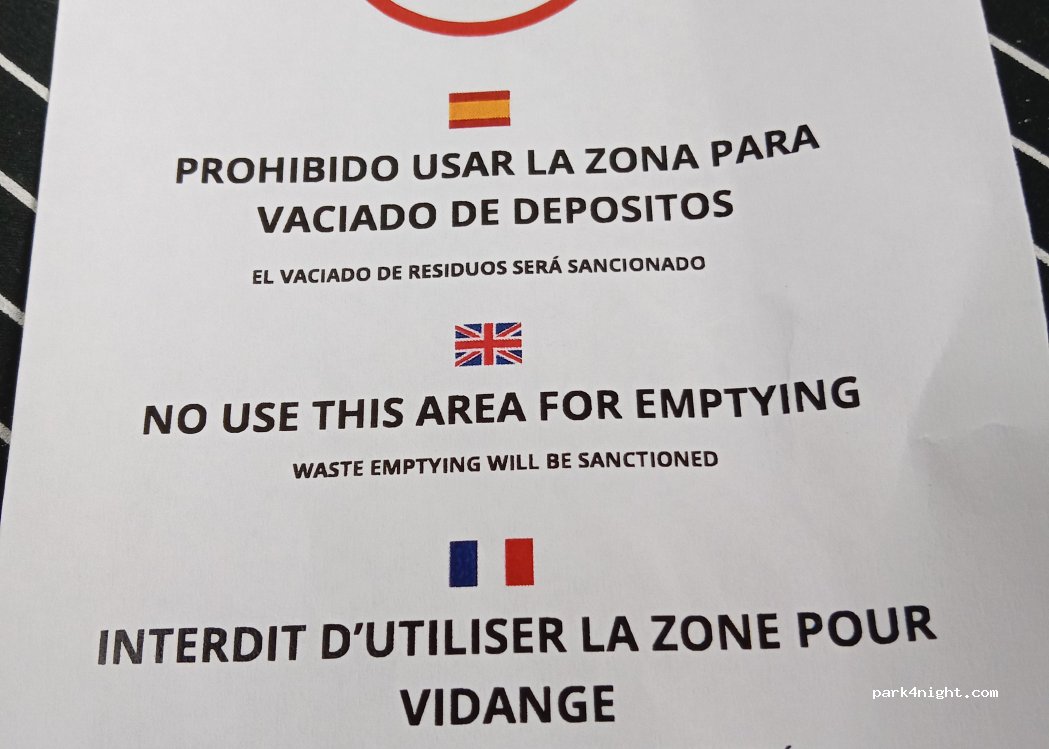 PROHIBIDO USAR LA ZONA PARA
VACIADO DE DEPOSITOS
EL VACIADO DE RESIDUOS SERÁ SANCIONADO
NO USE THIS AREA FOR EMPTYING
WASTE EMPTYING WILL BE SANCTIONED
INTERDIT D'UTILISER LA ZONE POUR
VIDANGE
park4night.com